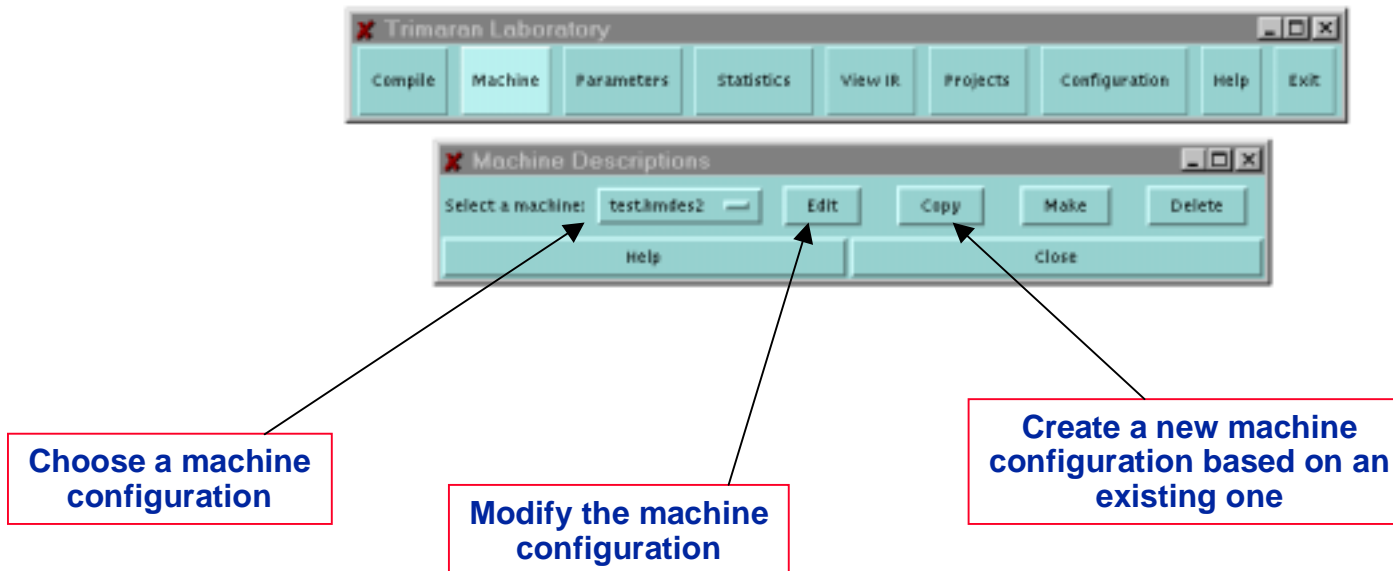 Trimaran Laboratory
Compile Machine Parameters Statistics View IR Projects Configuration Help Exit
Machine Descriptions
Select a machine: test.hmdes2 Edit Copy Make Delete
Help Close
Choose a machine
configuration
Modify the machine
configuration
Create a new machine
configuration based on an
existing one